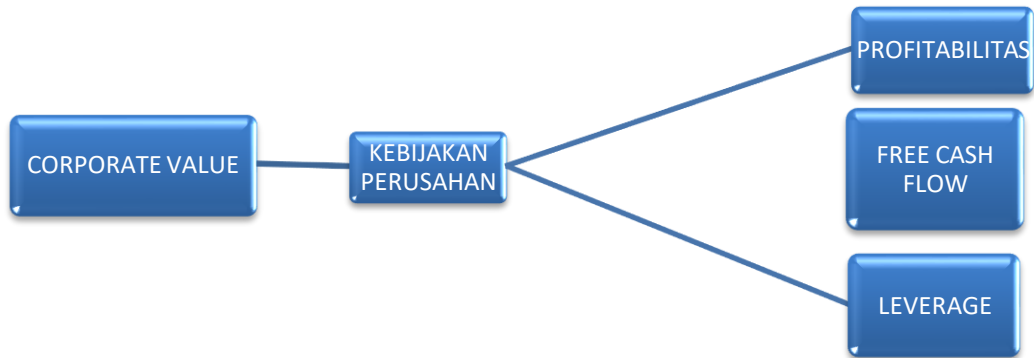 PROFITABILITAS
CORPORATE VALUE
KEBIJAKAN
PERUSAHAN
FREE CASH
FLOW
LEVERAGE